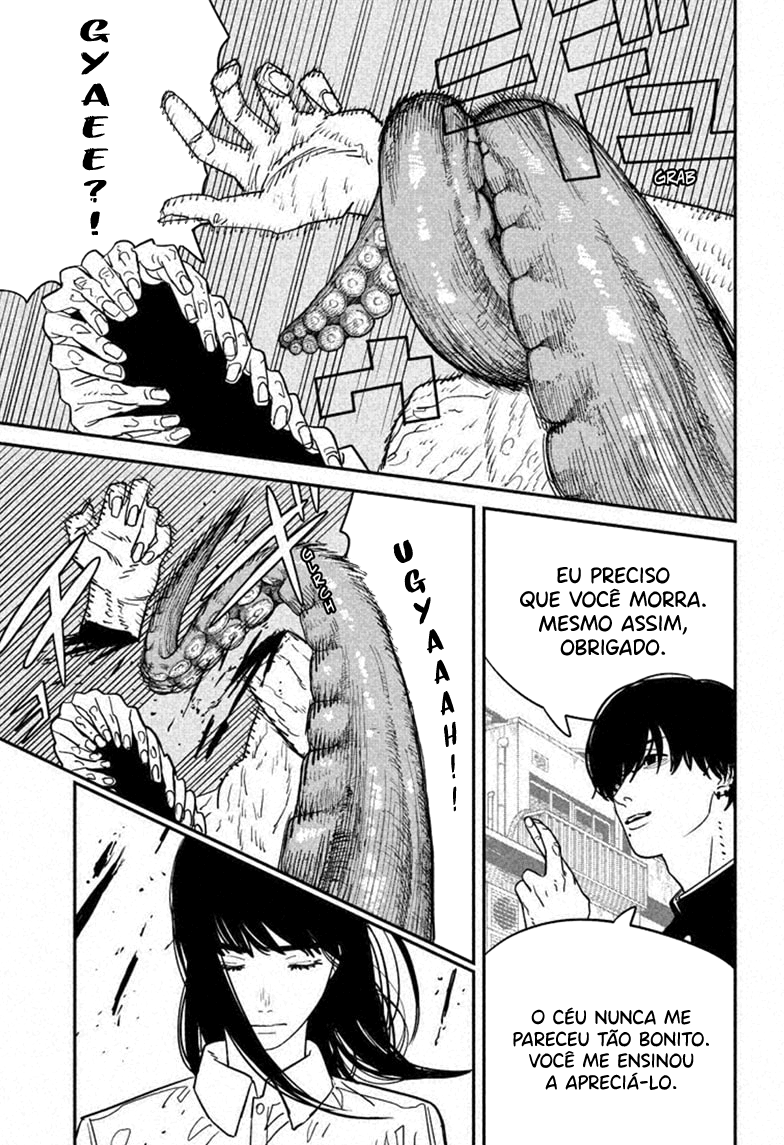 GYAEE?!
GRAB
UGYAAAH!!
EU PRECISO
QUE VOCÊ MORRA.
MESMO ASSIM,
OBRIGADO.
O CÉU NUNCA ME
PARECEU TÃO BONITO.
VOCÊ ME ENSINOU
A APRECIÁ-LO.